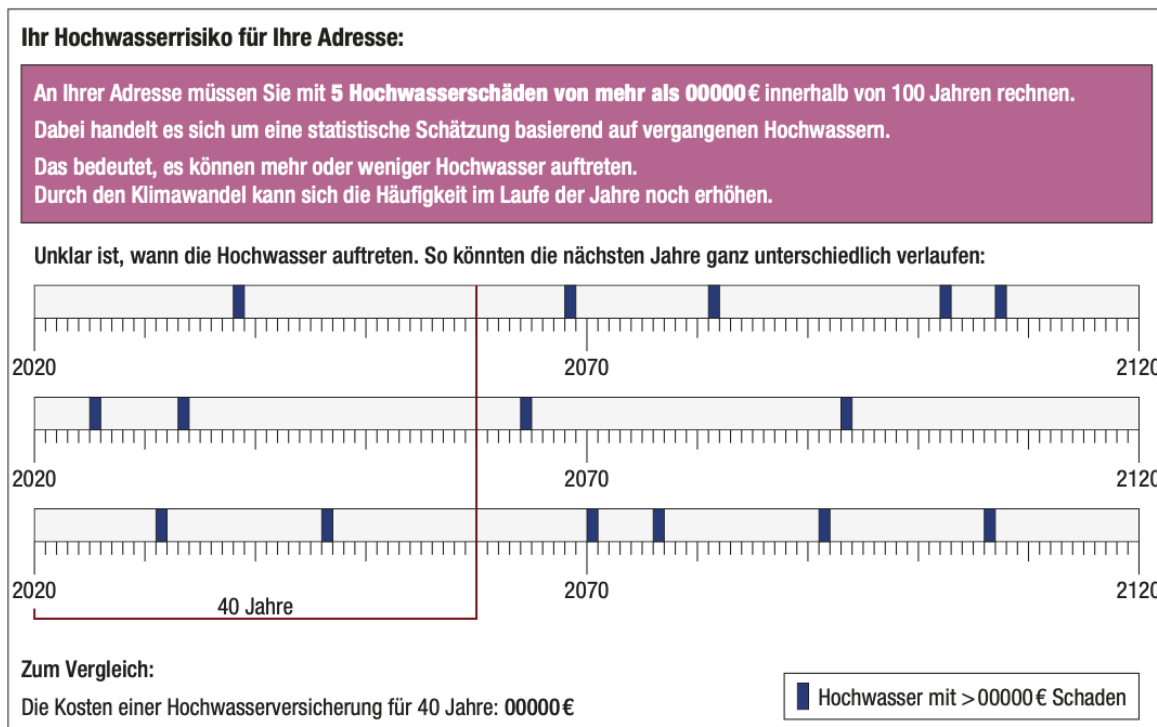 Ihr Hochwasserrisiko für Ihre Adresse:
An Ihrer Adresse müssen Sie mit 5 Hochwasserschäden von mehr als 00000 € innerhalb von 100 Jahren rechnen.
Dabei handelt es sich um eine statistische Schätzung basierend auf vergangenen Hochwassern.
Das bedeutet, es können mehr oder weniger Hochwasser auftreten.
Durch den Klimawandel kann sich die Häufigkeit im Laufe der Jahre noch erhöhen.
Unklar ist, wann die Hochwasser auftreten. So könnten die nächsten Jahre ganz unterschiedlich verlaufen:
2020 2070 2120
2020 2070 2120
2020 2070 2120
40 Jahre
Zum Vergleich:
Die Kosten einer Hochwasserversicherung für 40 Jahre: 00000 €
Hochwasser mit > 00000 € Schaden